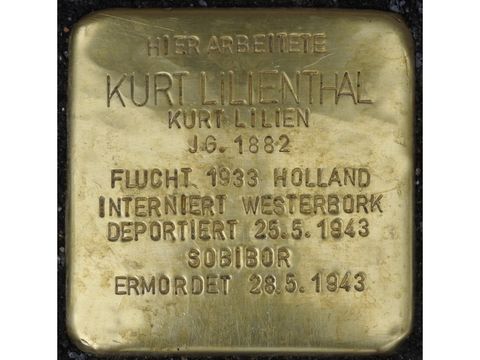 HIER ARBEITETE
KURT LILIENTHAL
KURT LILIEN
JG. 1882
FLUCHT 1933 HOLLAND
INTERNIERT WESTERBORK
DEPORTIERT 25.5.1943
SOBIBOR
ERMORDET 28.5.1943